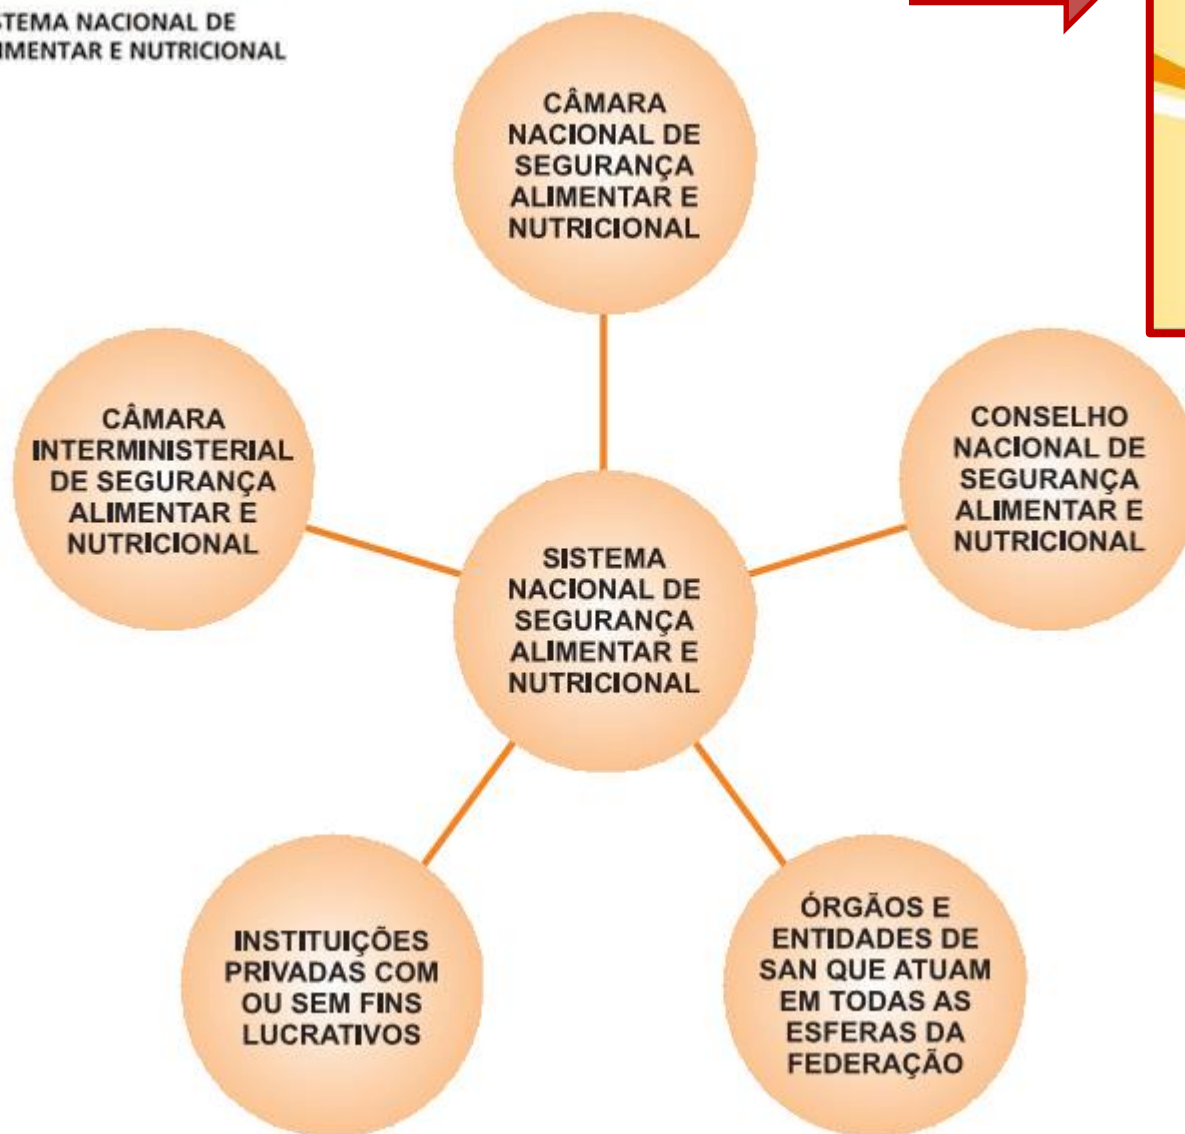 STEMA NACIONAL DE
IMENTAR E NUTRICIONAL
CÂMARA
NACIONAL DE
SEGURANÇA
ALIMENTAR E
NUTRICIONAL
CÂMARA
INTERMINISTERIAL
DE SEGURANÇA
ALIMENTAR E
NUTRICIONAL
CONSELHO
NACIONAL DE
SEGURANÇA
ALIMENTAR E
NUTRICIONAL
SISTEMA
NACIONAL DE
SEGURANÇA
ALIMENTAR E
NUTRICIONAL
INSTITUIÇÕES
PRIVADAS COM
OU SEM FINS
LUCRATIVOS
ÓRGÃOS E
ENTIDADES DE
SAN QUE ATUAM
EM TODAS AS
ESFERAS DA
FEDERAÇÃO